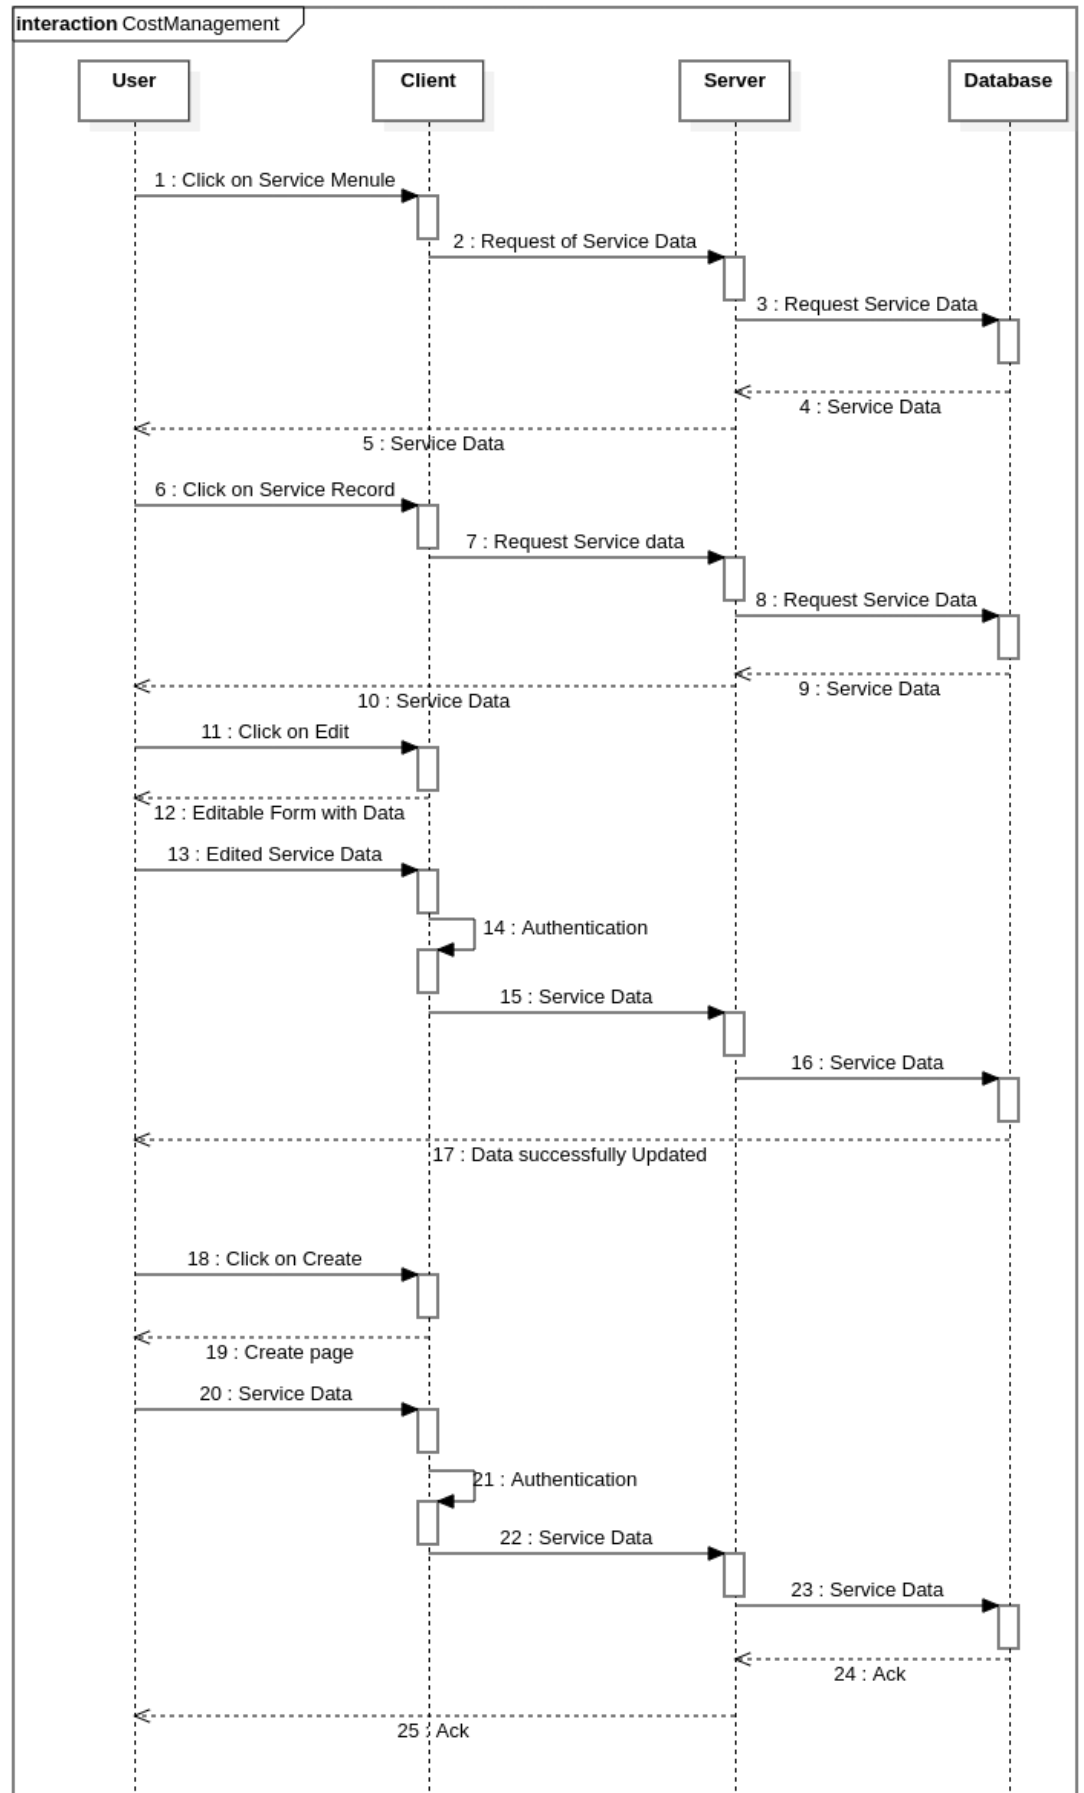 interaction CostManagement
User
Client
Server
Database
1 : Click on Service Menule
2 : Request of Service Data
3 : Request Service Data
4 : Service Data
5 : Service Data
6 : Click on Service Record
7 : Request Service data
8 : Request Service Data
9 : Service Data
10 : Service Data
11 : Click on Edit
12 : Editable Form with Data
13 : Edited Service Data
14 : Authentication
15 : Service Data
16 : Service Data
17 : Data successfully Updated
18 : Click on Create
19 : Create page
20 : Service Data
21 : Authentication
22 : Service Data
23 : Service Data
24 : Ack
25 : Ack